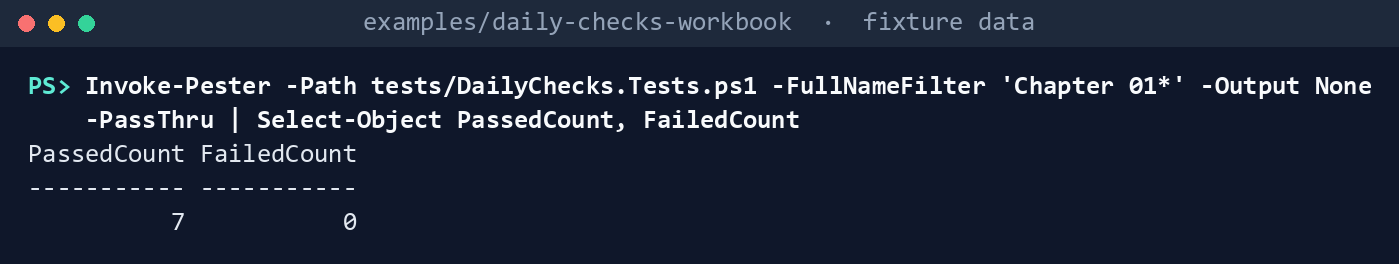 examples/daily-checks-workbook · fixture data
PS> Invoke-Pester -Path tests/DailyChecks.Tests.ps1 -FullNameFilter 'Chapter 01*' -Output None
-PassThru | Select-Object PassedCount, FailedCount
PassedCount FailedCount
----------- -----------
7 0